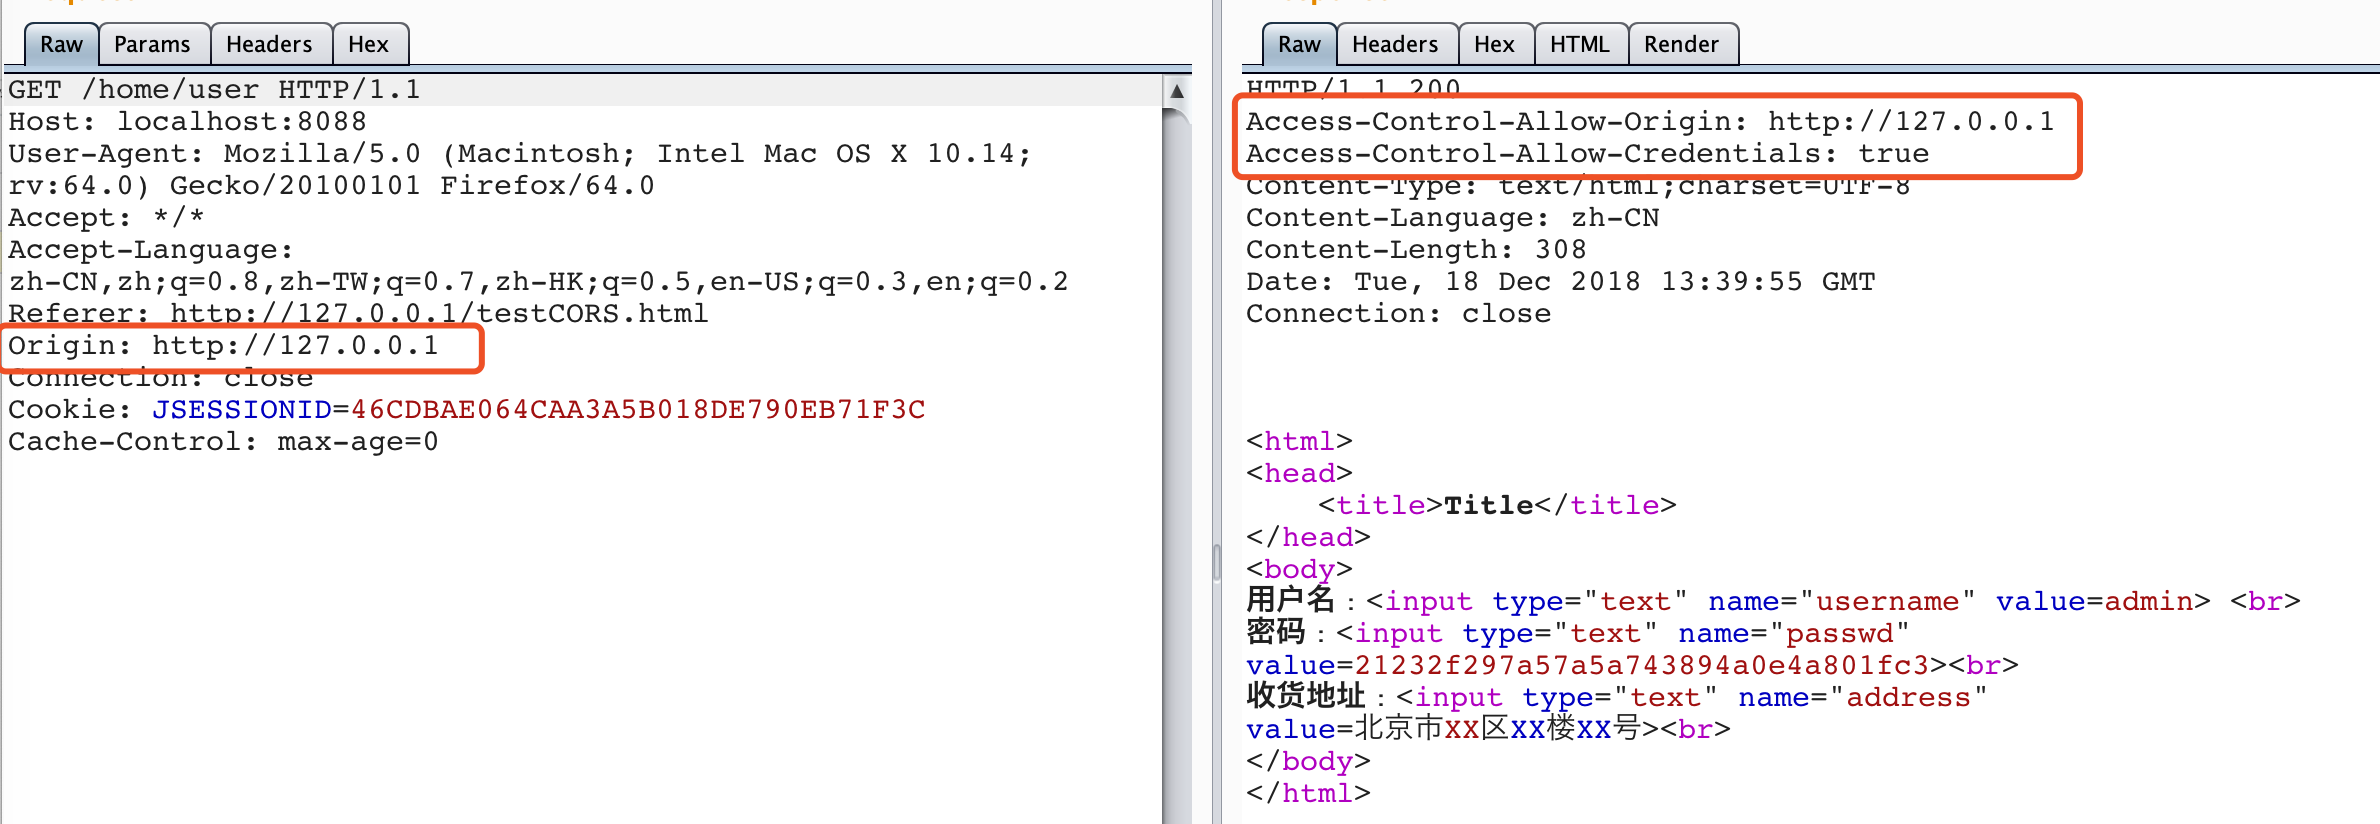 Raw Params Headers Hex
GET /home/user HTTP/1.1
Host: localhost:8088
User-Agent: Mozilla/5.0 (Macintosh; Intel Mac OS X 10.14;
rv:64.0) Gecko/20100101 Firefox/64.0
Accept: */*
Accept-Language:
zh-CN,zh;q=0.8,zh-TW;q=0.7,zh-HK;q=0.5,en-US;q=0.3,en;q=0.2
Referer: http://127.0.0.1/testCORS.html
Origin: http://127.0.0.1
Connection: close
Cookie: JSESSIONID=46CDBAE064CAA3A5B018DE790EB71F3C
Cache-Control: max-age=0
Raw Headers Hex HTML Render
HTTP/1.1 200
Access-Control-Allow-Origin: http://127.0.0.1
Access-Control-Allow-Credentials: true
Content-Type: text/html;charset=UTF-8
Content-Language: zh-CN
Content-Length: 308
Date: Tue, 18 Dec 2018 13:39:55 GMT
Connection: close
<html>
<head>
<title>Title</title>
</head>
<body>
用户名：<input type="text" name="username" value=admin> <br>
密码：<input type="text" name="passwd"
value=21232f297a57a5a743894a0e4a801fc3><br>
收货地址：<input type="text" name="address"
value=北京市XX区XX楼XX号><br>
</body>
</html>